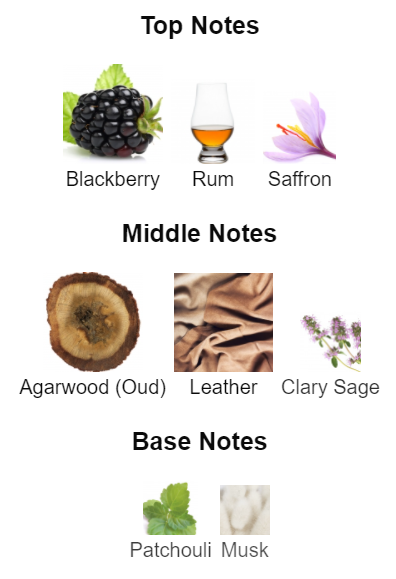 Top Notes
Blackberry Rum Saffron
Middle Notes
Agarwood (Oud) Leather Clary Sage
Base Notes
Patchouli Musk